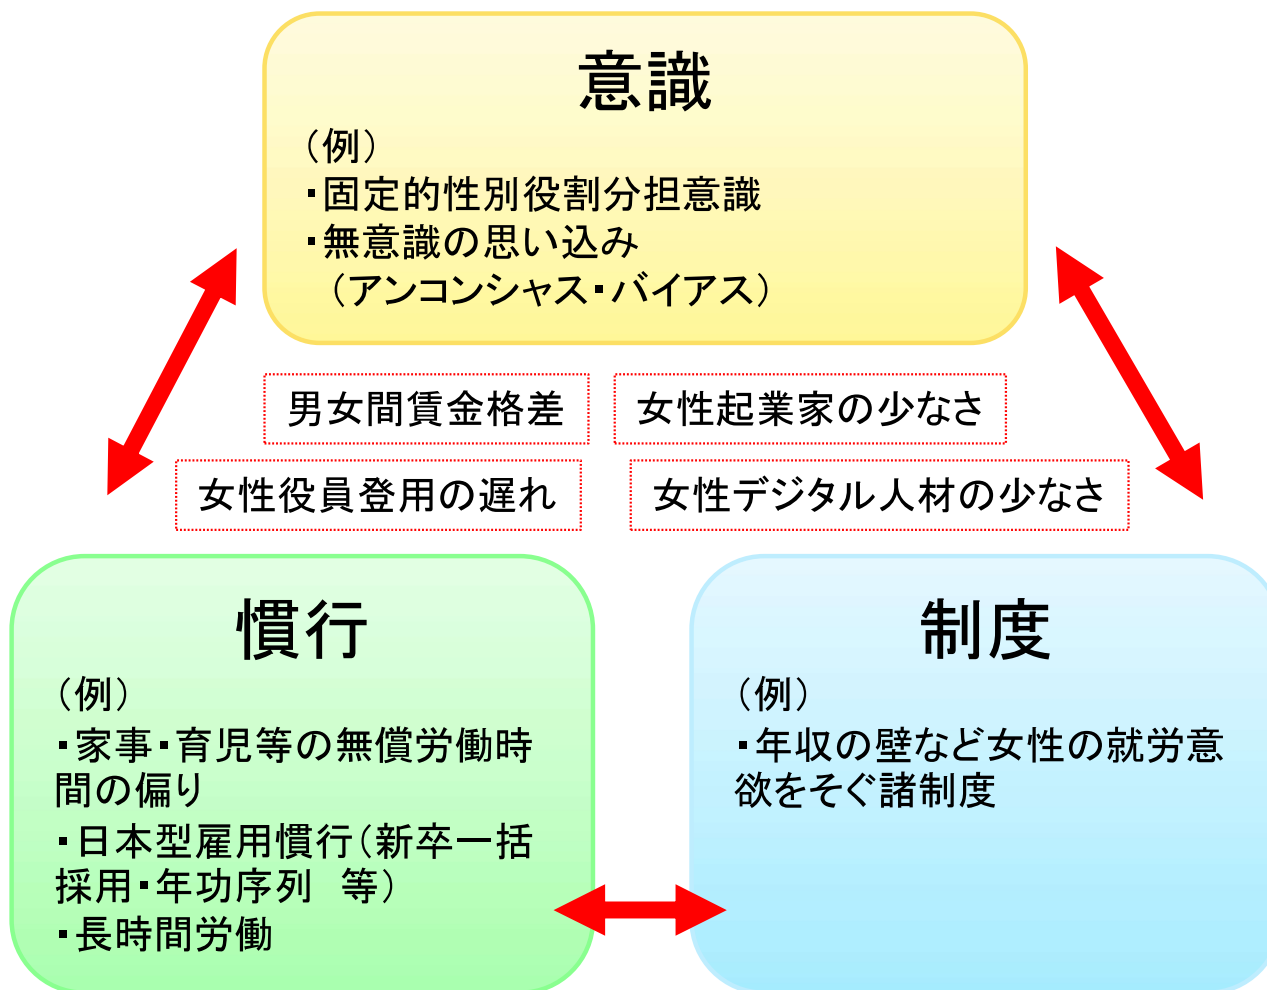 意識
（例）
・固定的性別役割分担意識
・無意識の思い込み
（アンコンシャス・バイアス）
男女間賃金格差
女性起業家の少なさ
女性役員登用の遅れ
女性デジタル人材の少なさ
慣行
（例）
・家事・育児等の無償労働時
間の偏り
・日本型雇用慣行（新卒一括
採用・年功序列　等）
・長時間労働
制度
（例）
・年収の壁など女性の就労意
欲をそぐ諸制度